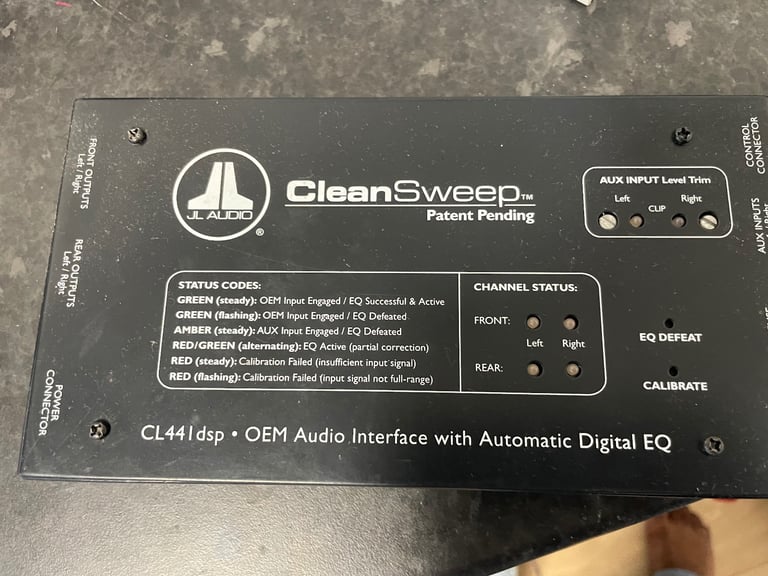 FRONT OUTPUTS
Left / Right
REAR OUTPUTS
Left / Right
POWER
CONNECTOR
JL AUDIO
®
CleanSweep™
Patent Pending
AUX INPUT Level Trim
Left CLIP Right
CONTROL
CONNECTOR
AUX INPUTS
STATUS CODES:
GREEN (steady): OEM Input Engaged / EQ Successful & Active
GREEN (flashing): OEM Input Engaged / EQ Defeated
AMBER (steady): AUX Input Engaged / EQ Defeated
RED/GREEN (alternating): EQ Active (partial correction)
RED (steady): Calibration Failed (insufficient input signal)
RED (flashing): Calibration Failed (input signal not full-range)
CHANNEL STATUS:
FRONT:
Left Right
REAR:
EQ DEFEAT
CALIBRATE
CL441dsp • OEM Audio Interface with Automatic Digital EQ